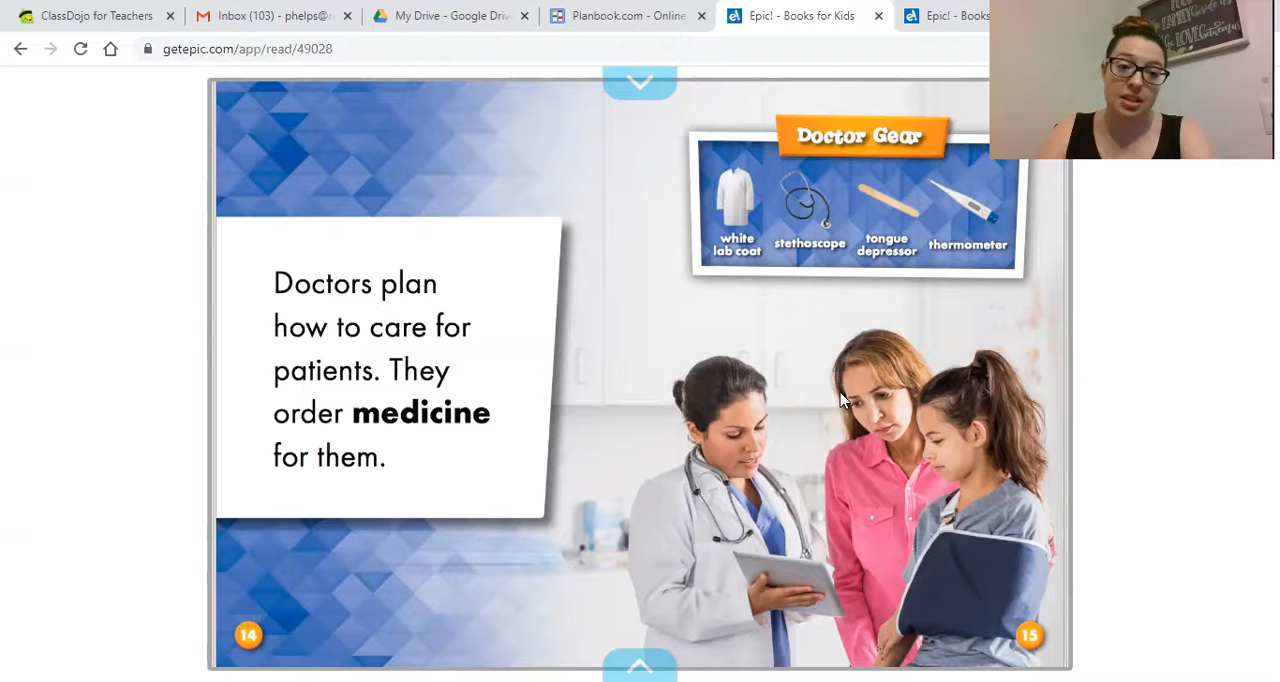 ClassDojo for Teachers
Inbox (103) - phelps@r
My Drive - Google Driv
Planbook.com - Online
Epic! - Books for Kids
Epic! - Books
getepic.com/app/read/49028
Doctor Gear
white
lab coat
stethoscope
tongue
depressor
thermometer
Doctors plan
how to care for
patients. They
order medicine
for them.
14
15